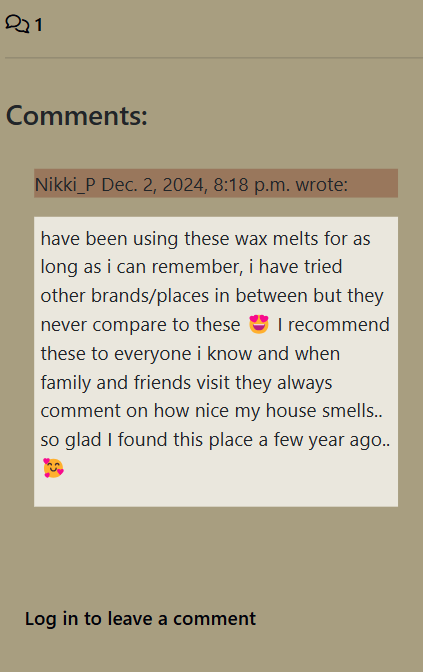 1
Comments:
Nikki_P Dec. 2, 2024, 8:18 p.m. wrote:
have been using these wax melts for as
long as i can remember, i have tried
other brands/places in between but they
never compare to these 😍 I recommend
these to everyone i know and when
family and friends visit they always
comment on how nice my house smells..
so glad I found this place a few year ago..
🥰
Log in to leave a comment